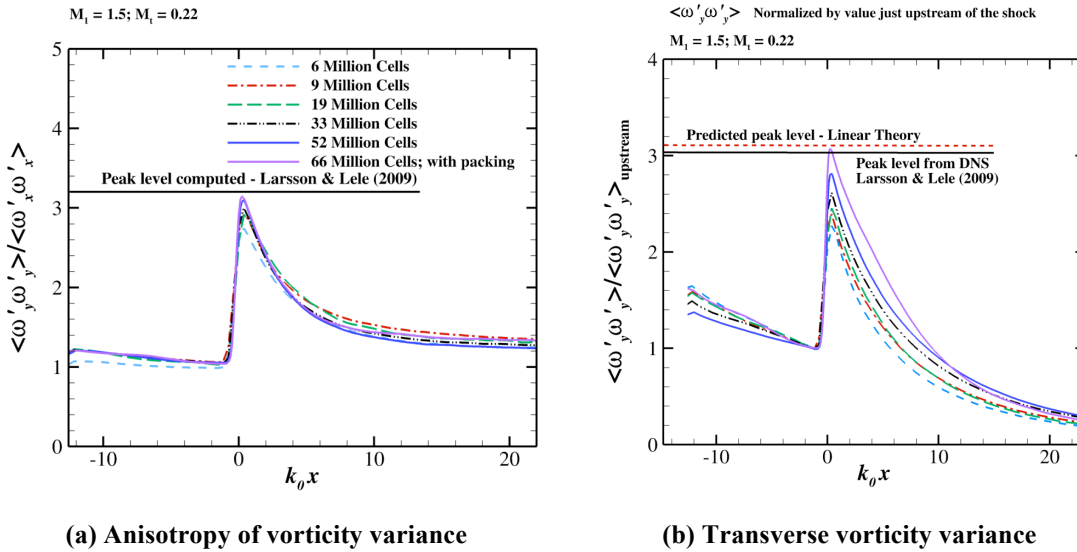 M₁ = 1.5; Mₜ = 0.22
5
4
3
2
1
0
<ω′yω′y>/<ω′xω′x>
6 Million Cells
9 Million Cells
19 Million Cells
33 Million Cells
52 Million Cells
66 Million Cells; with packing
Peak level computed - Larsson & Lele (2009)
-10
0
10
20
k₀x
(a) Anisotropy of vorticity variance
<ω′yω′y> Normalized by value just upstream of the shock
M₁ = 1.5; Mₜ = 0.22
4
3
2
1
0
<ω′yω′y>/<ω′yω′y>upstream
Predicted peak level - Linear Theory
Peak level from DNS
Larsson & Lele (2009)
-10
0
10
20
k₀x
(b) Transverse vorticity variance